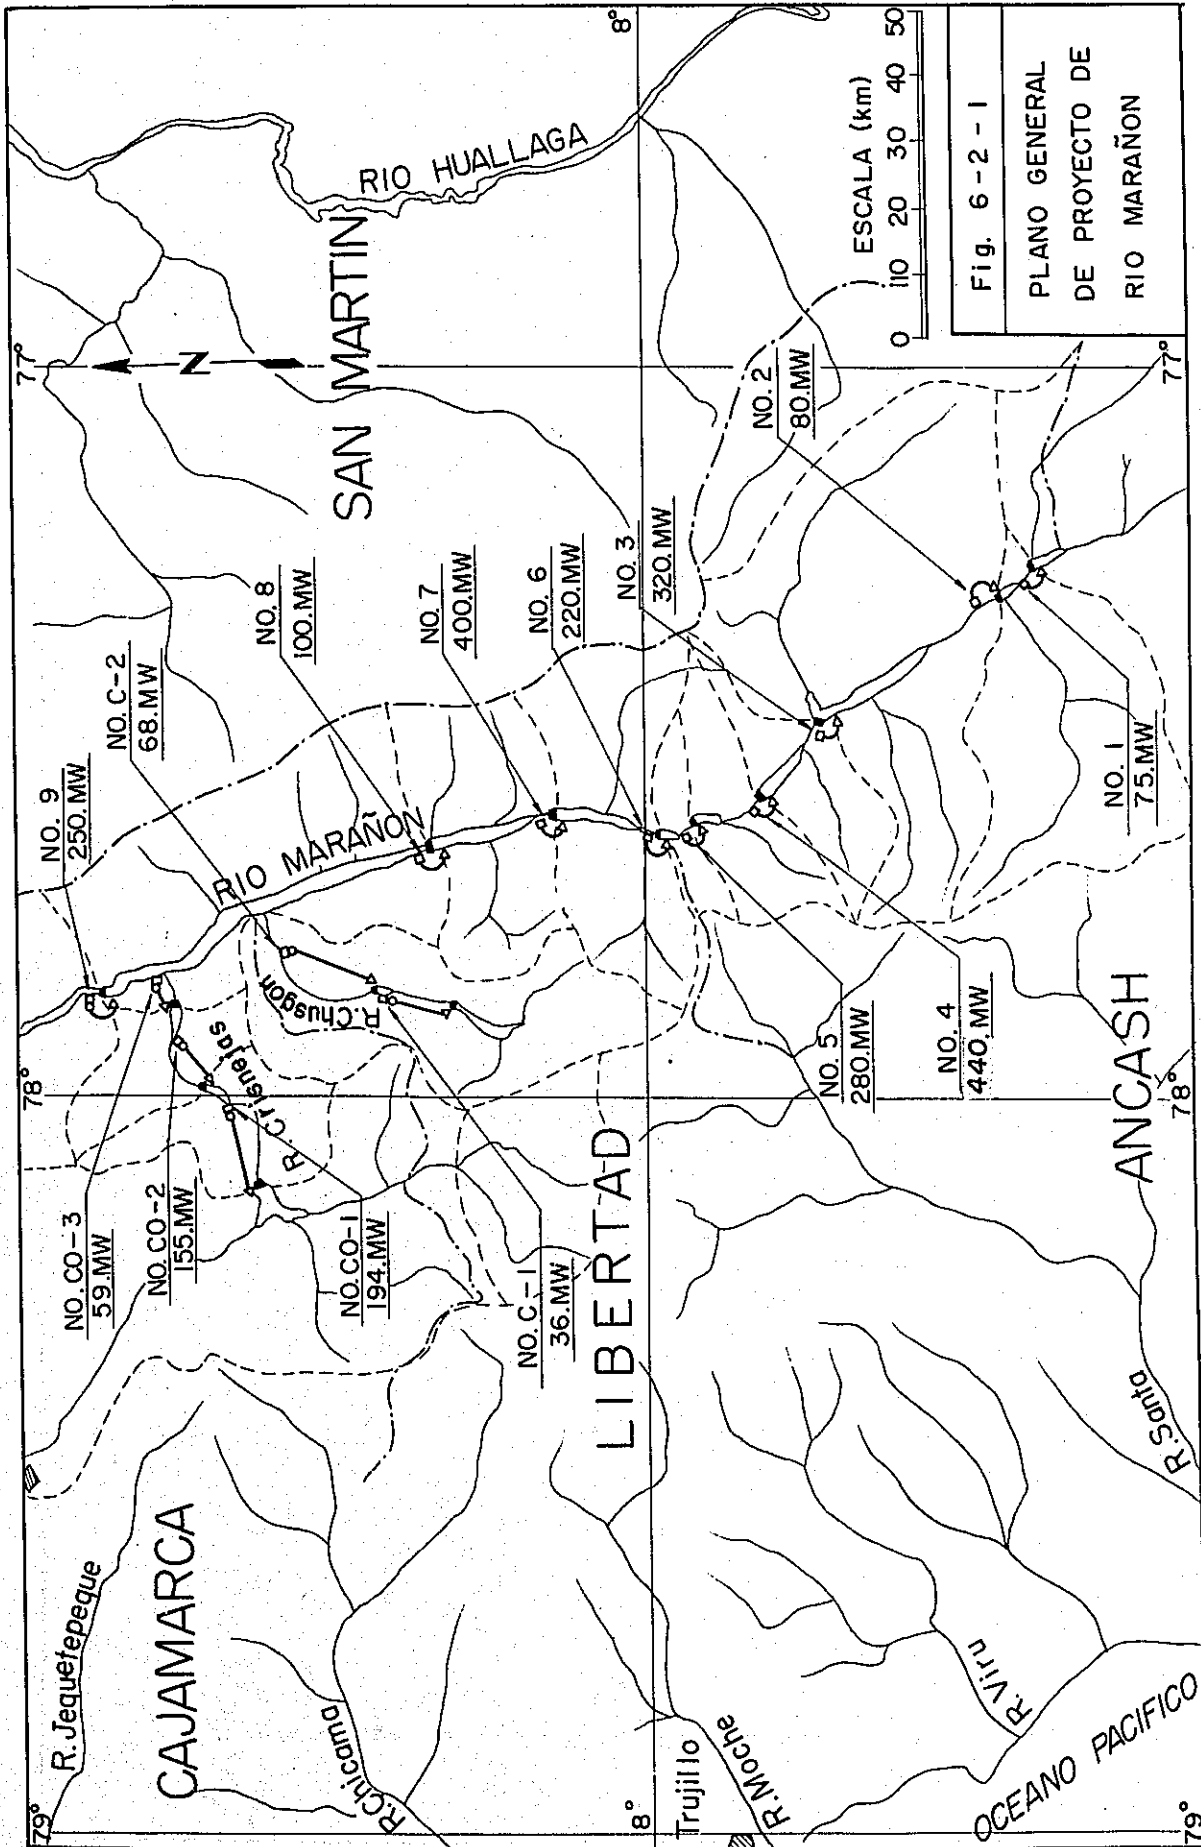 79°
78°
77°
R. Jequetepeque
CAJAMARCA
NO. CO-3
59.MW
NO. 9
250.MW
NO. C-2
68.MW
NO. CO-2
155.MW
NO. 8
100.MW
N
SAN MARTIN
RIO HUALLAGA
RIO MARAÑON
R. Crisnejas
R. Chusgon
NO. CO-1
194.MW
NO. 7
400.MW
R. Chicama
NO. C-1
36.MW
NO. 6
220.MW
LIBERTAD
NO. 3
320.MW
8°
8°
Trujillo
R. Moche
NO. 2
80.MW
NO. 5
280.MW
NO. 4
440.MW
NO. 1
75.MW
ESCALA (km)
0 10 20 30 40 50
R. Viru
OCEANO PACIFICO
R. Santa
ANCASH
Fig. 6-2-1
PLANO GENERAL
DE PROYECTO DE
RIO MARAÑON
79°
78°
77°